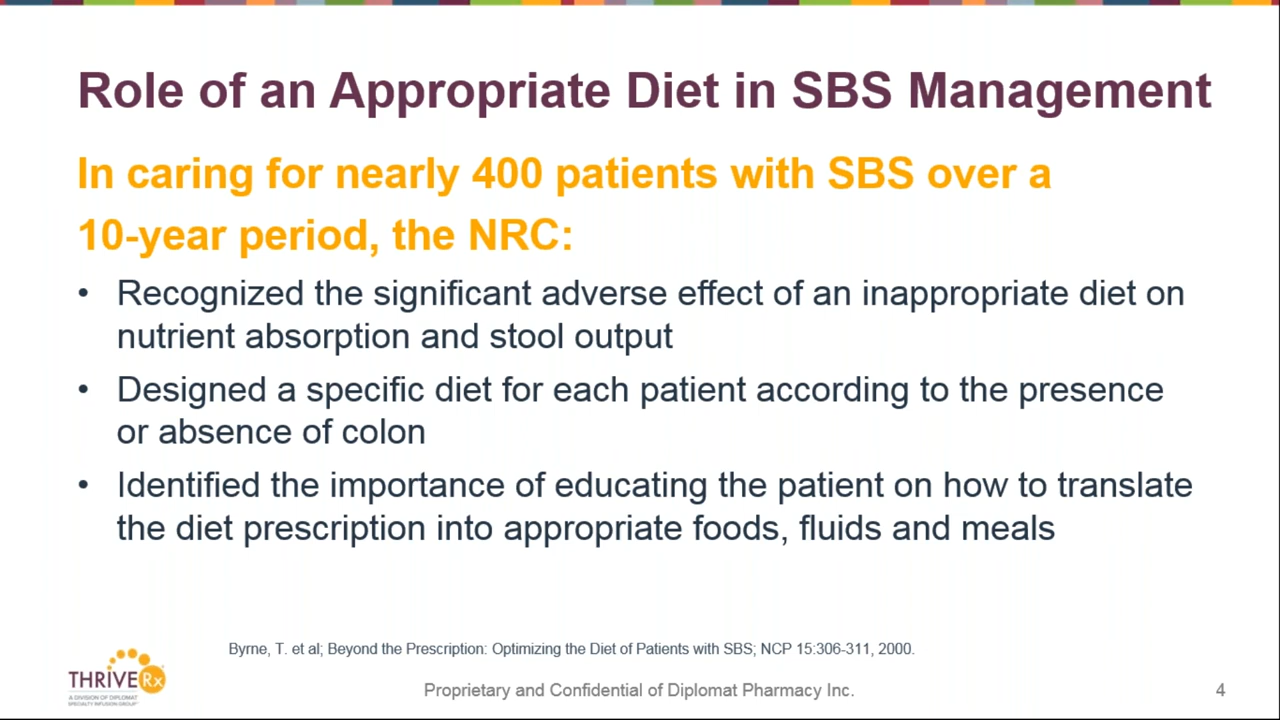 Role of an Appropriate Diet in SBS Management
In caring for nearly 400 patients with SBS over a
10-year period, the NRC:
• Recognized the significant adverse effect of an inappropriate diet on
nutrient absorption and stool output
• Designed a specific diet for each patient according to the presence
or absence of colon
• Identified the importance of educating the patient on how to translate
the diet prescription into appropriate foods, fluids and meals
Byrne, T. et al; Beyond the Prescription: Optimizing the Diet of Patients with SBS; NCP 15:306-311, 2000.
THRIVE Rx
A DIVISION OF DIPLOMAT
SPECIALTY INFUSION GROUP
Proprietary and Confidential of Diplomat Pharmacy Inc.
4